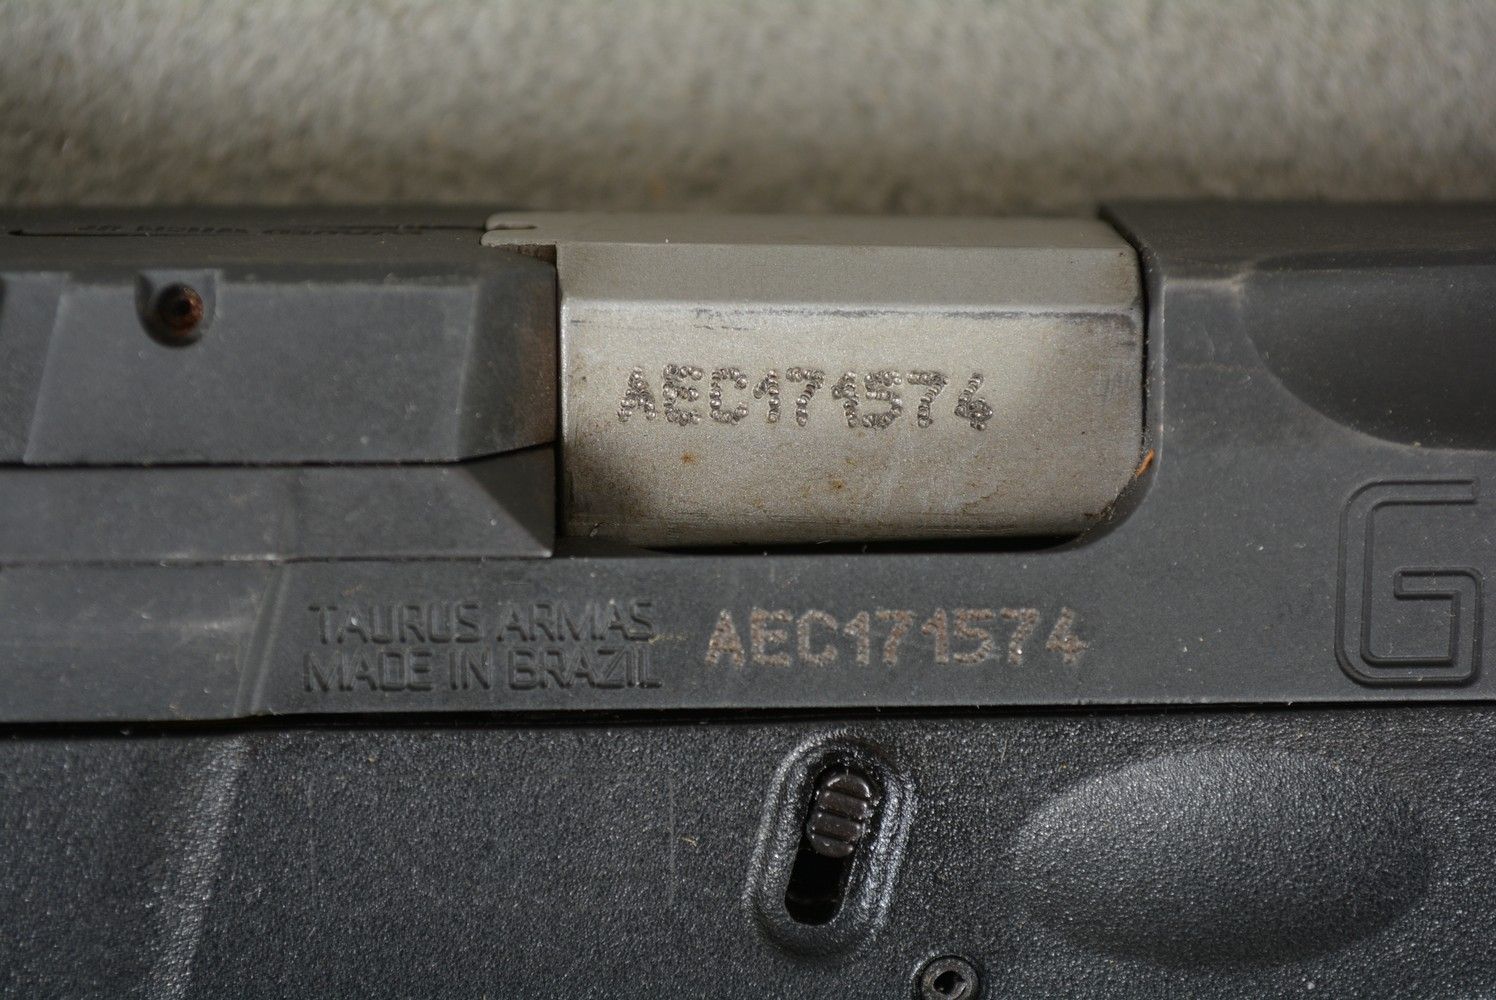 AEC171574
TAURUS ARMAS
MADE IN BRAZIL
AEC171574
G